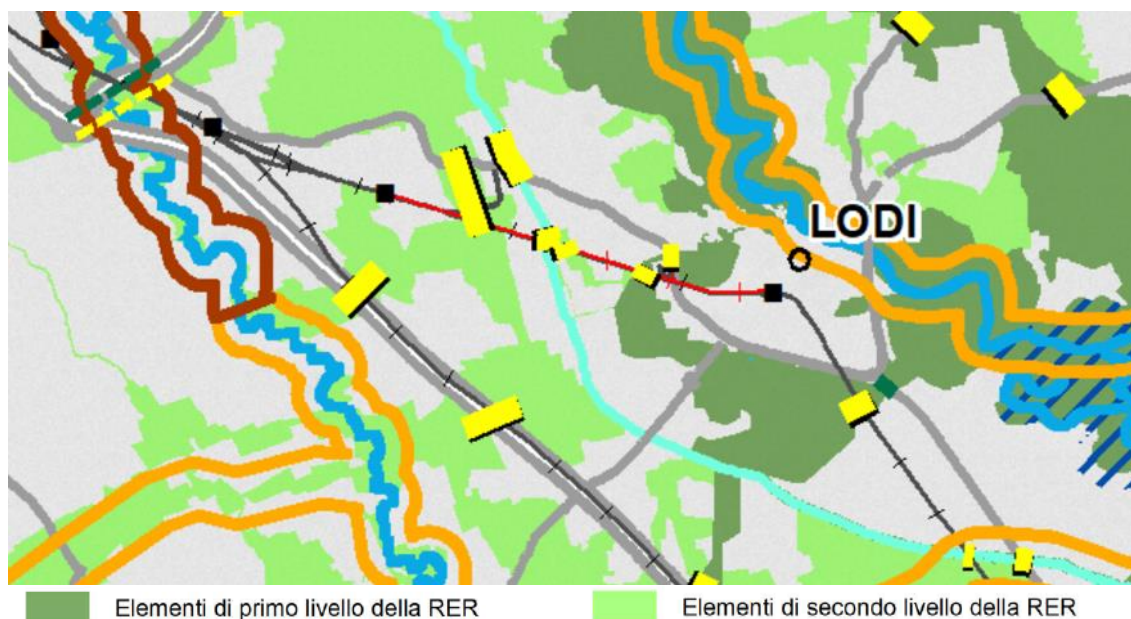 LODI
Elementi di primo livello della RER
Elementi di secondo livello della RER